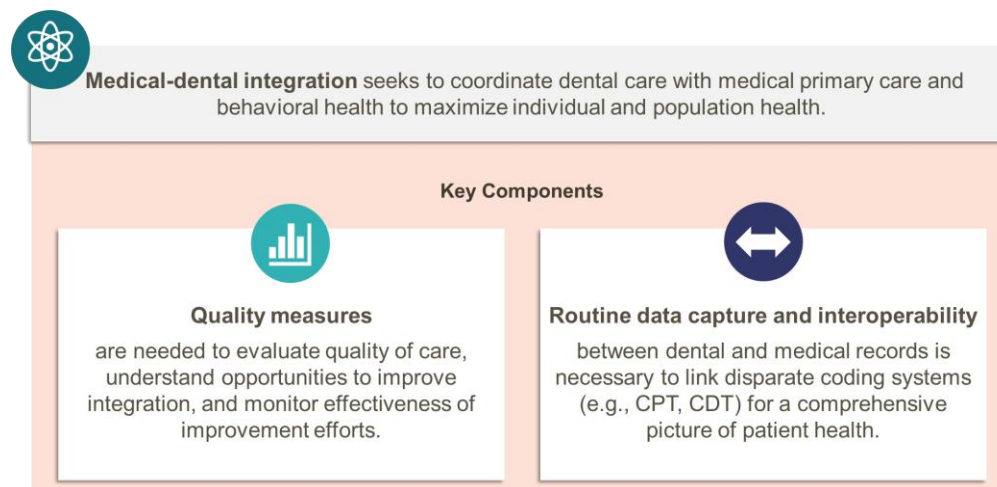 Medical-dental integration seeks to coordinate dental care with medical primary care and
behavioral health to maximize individual and population health.
Key Components
Quality measures
are needed to evaluate quality of care,
understand opportunities to improve
integration, and monitor effectiveness of
improvement efforts.
Routine data capture and interoperability
between dental and medical records is
necessary to link disparate coding systems
(e.g., CPT, CDT) for a comprehensive
picture of patient health.